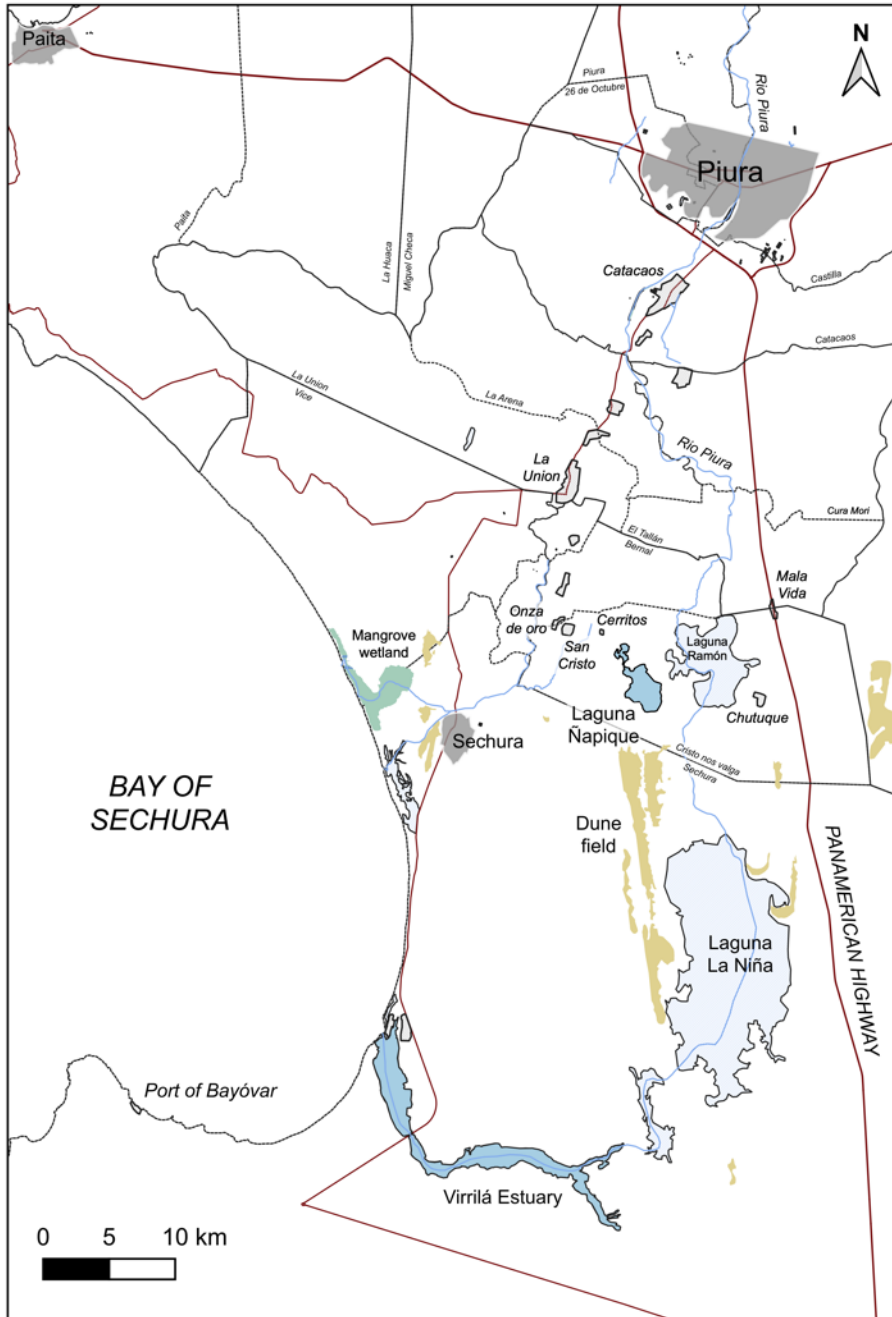 Paita
N
Piura
26 de Octubre
Rio Piura
Piura
Paita
La Huaca
Miguel Checa
Catacaos
Castilla
Catacaos
La Union
Vice
La Arena
La
Union
Rio Piura
Cura Mori
El Tallán
Bernal
Mala
Vida
Onza
de oro
Cerritos
San
Cristo
Mangrove
wetland
Laguna
Ramón
Chutuque
Laguna
Ñapique
Sechura
Cristo nos valga
Sechura
BAY OF
SECHURA
Dune
field
PANAMERICAN HIGHWAY
Laguna
La Niña
Port of Bayóvar
Virrilá Estuary
0 5 10 km